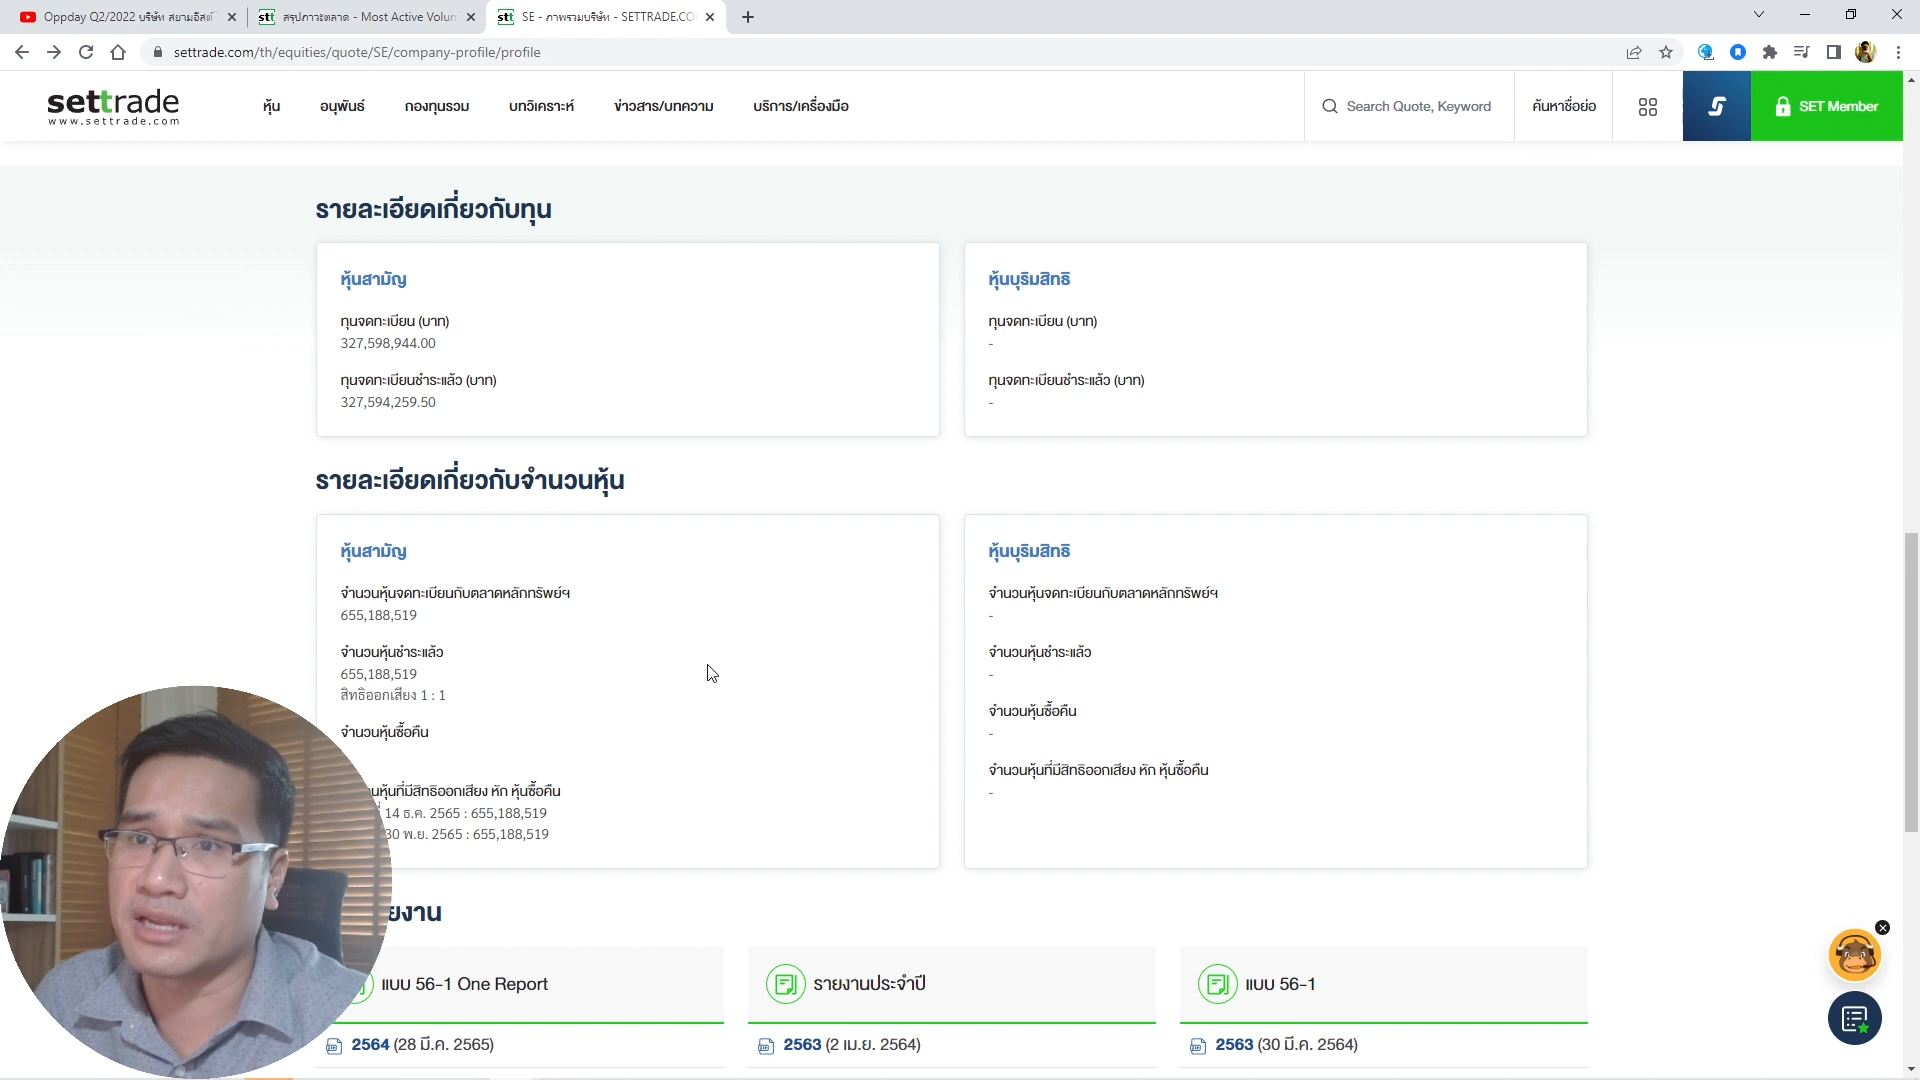 Oppday Q2/2022 บริษัท สยามอีสต์
สรุปภาวะตลาด - Most Active Volum
SE - ภาพรวมบริษัท - SETTRADE.CO
settrade.com/th/equities/quote/SE/company-profile/profile
settrade
www.settrade.com
หุ้น
อนุพันธ์
กองทุนรวม
บทวิเคราะห์
ข่าวสาร/บทความ
บริการ/เครื่องมือ
Search Quote, Keyword
ค้นหาชื่อย่อ
SET Member
รายละเอียดเกี่ยวกับทุน
หุ้นสามัญ
ทุนจดทะเบียน (บาท)
327,598,944.00
ทุนจดทะเบียนชำระแล้ว (บาท)
327,594,259.50
หุ้นบุริมสิทธิ
ทุนจดทะเบียน (บาท)
-
ทุนจดทะเบียนชำระแล้ว (บาท)
-
รายละเอียดเกี่ยวกับจำนวนหุ้น
หุ้นสามัญ
จำนวนหุ้นจดทะเบียนกับตลาดหลักทรัพย์ฯ
655,188,519
จำนวนหุ้นชำระแล้ว
655,188,519
สิทธิออกเสียง 1 : 1
จำนวนหุ้นซื้อคืน
นหุ้นที่มีสิทธิออกเสียง หัก หุ้นซื้อคืน
14 ธ.ค. 2565 : 655,188,519
30 พ.ย. 2565 : 655,188,519
หุ้นบุริมสิทธิ
จำนวนหุ้นจดทะเบียนกับตลาดหลักทรัพย์ฯ
-
จำนวนหุ้นชำระแล้ว
-
จำนวนหุ้นซื้อคืน
-
จำนวนหุ้นที่มีสิทธิออกเสียง หัก หุ้นซื้อคืน
-
ยงาน
แบบ 56-1 One Report
2564 (28 มี.ค. 2565)
รายงานประจำปี
2563 (2 เม.ย. 2564)
แบบ 56-1
2563 (30 มี.ค. 2564)